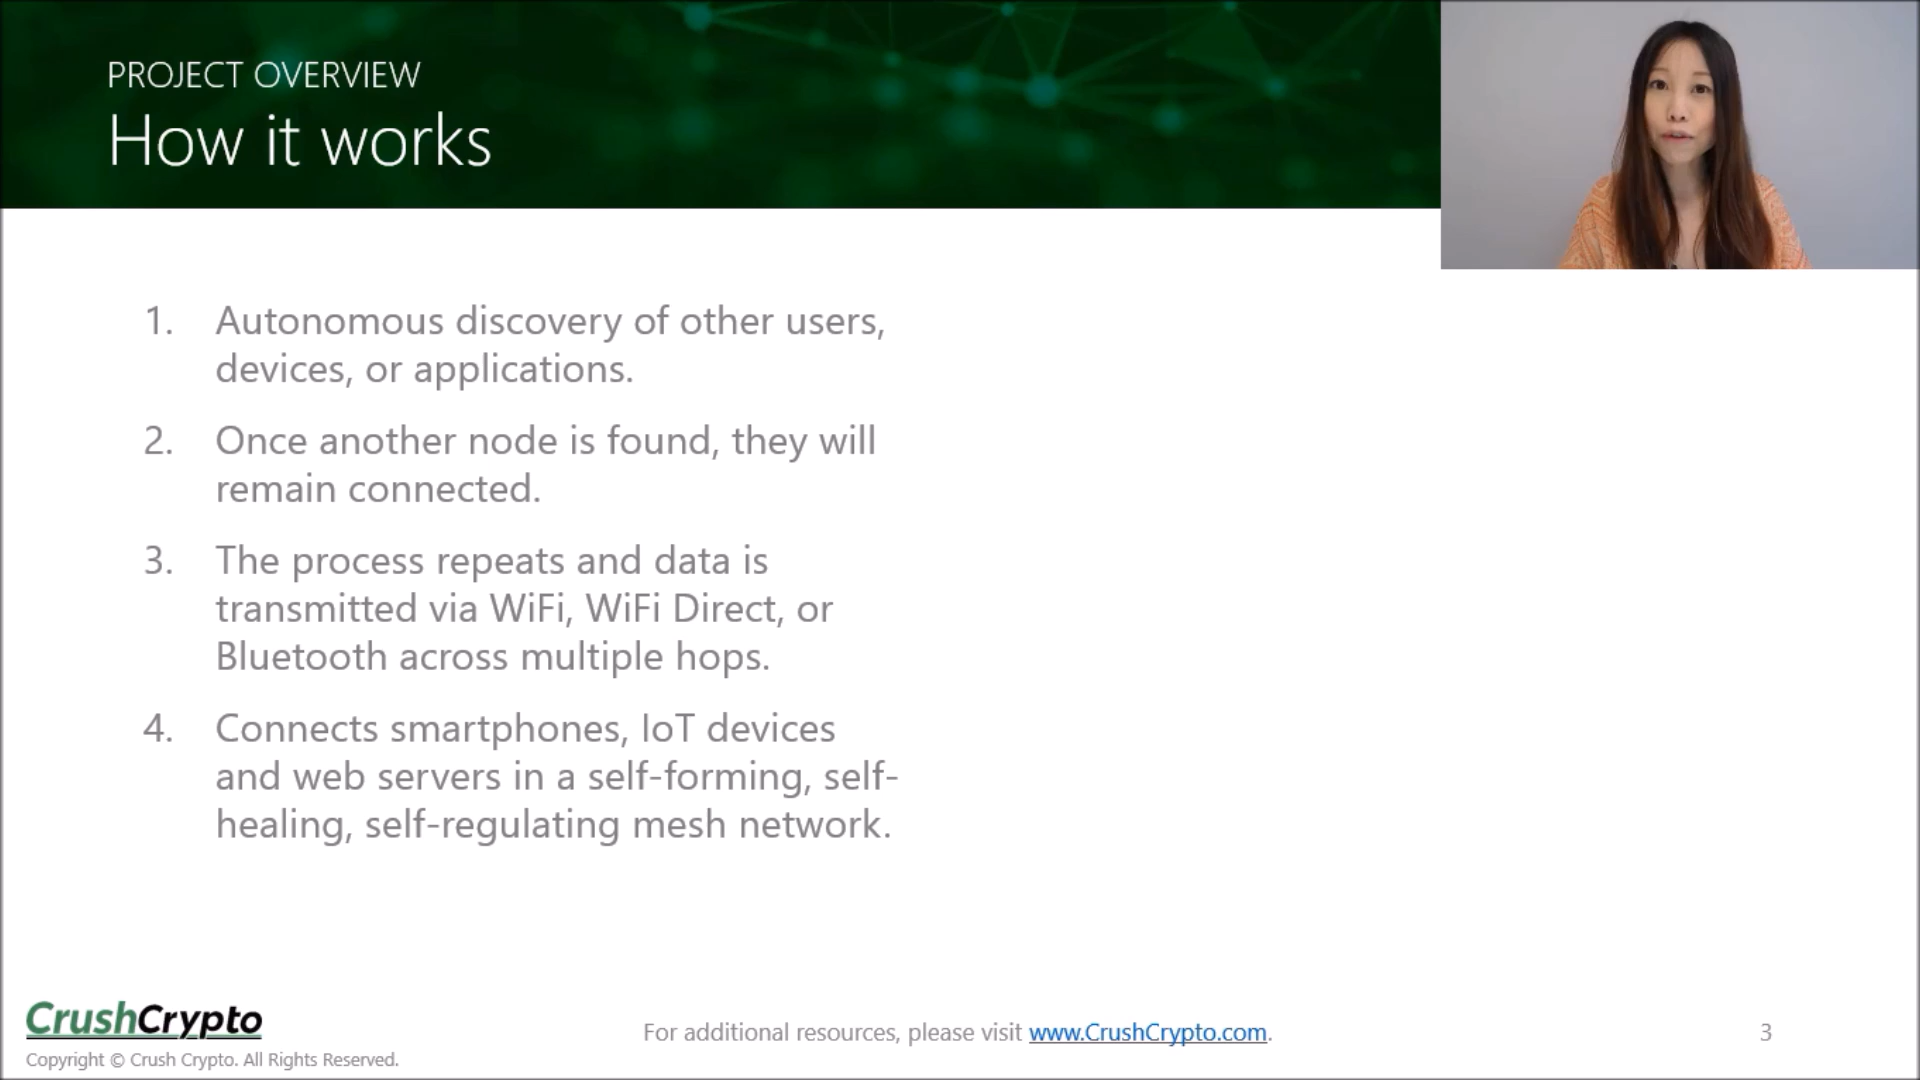 PROJECT OVERVIEW
How it works
1. Autonomous discovery of other users,
devices, or applications.
2. Once another node is found, they will
remain connected.
3. The process repeats and data is
transmitted via WiFi, WiFi Direct, or
Bluetooth across multiple hops.
4. Connects smartphones, IoT devices
and web servers in a self-forming, self-
healing, self-regulating mesh network.
CrushCrypto
Copyright © Crush Crypto. All Rights Reserved.
For additional resources, please visit www.CrushCrypto.com.
3